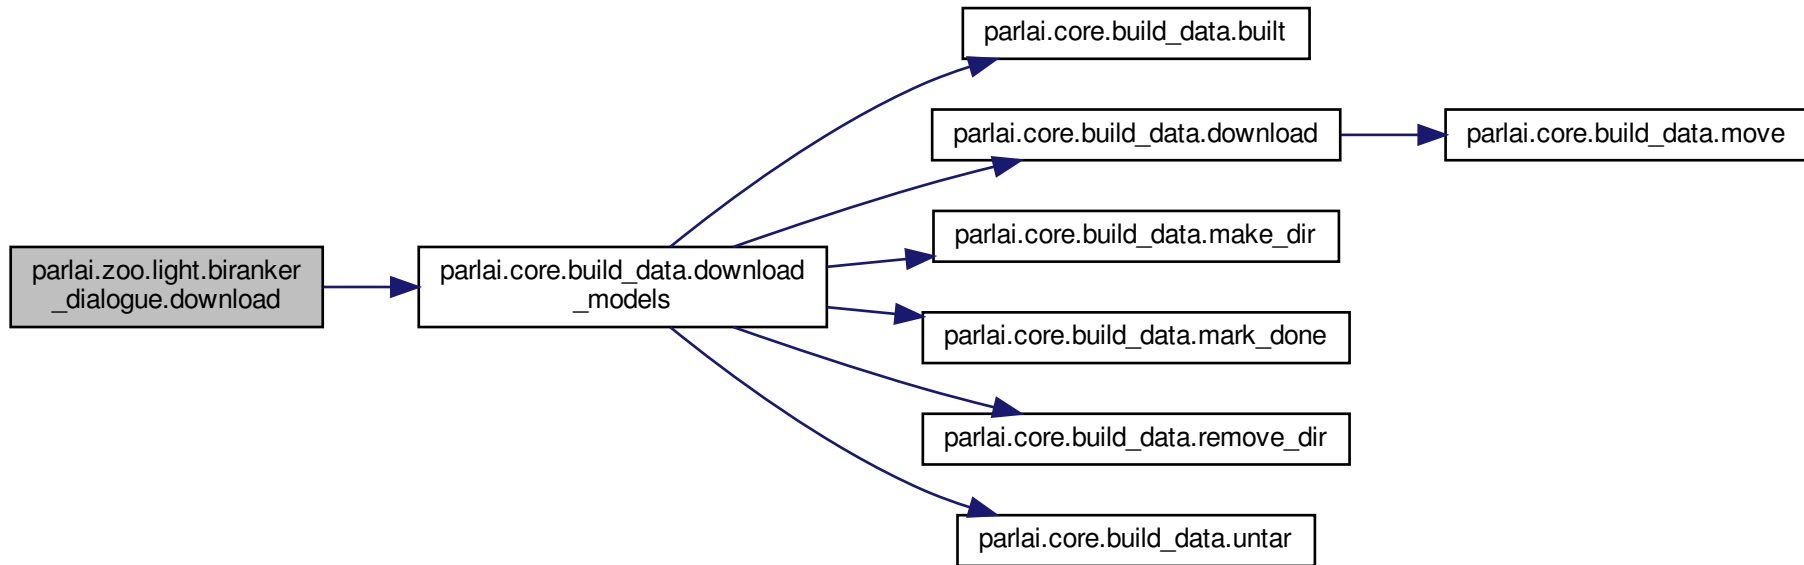 parlai.zoo.light.biranker
_dialogue.download
parlai.core.build_data.download
_models
parlai.core.build_data.built
parlai.core.build_data.download
parlai.core.build_data.move
parlai.core.build_data.make_dir
parlai.core.build_data.mark_done
parlai.core.build_data.remove_dir
parlai.core.build_data.untar